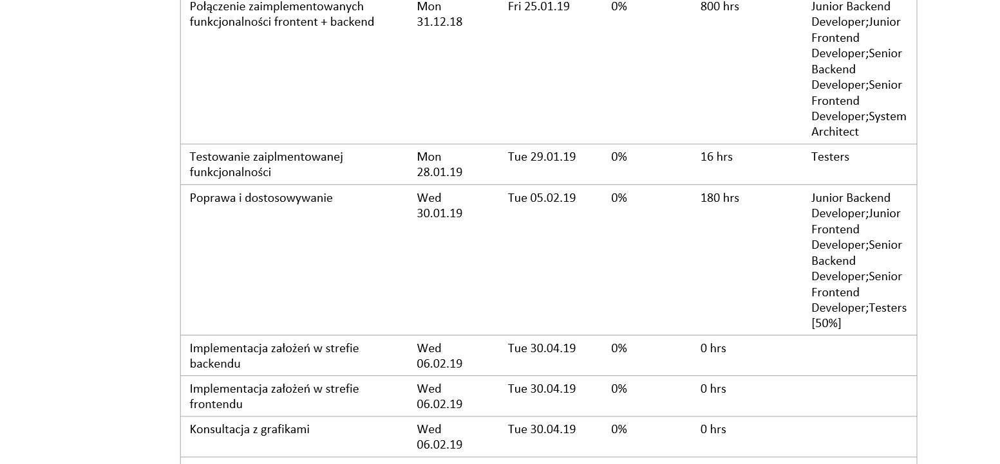 Połączenie zaimplementowanych
funkcjonalności frontent + backend
Mon
31.12.18
Fri 25.01.19
0%
800 hrs
Junior Backend
Developer;Junior
Frontend
Developer;Senior
Backend
Developer;Senior
Frontend
Developer;System
Architect
Testowanie zaiplmentowanej
funkcjonalności
Mon
28.01.19
Tue 29.01.19
0%
16 hrs
Testers
Poprawa i dostosowywanie
Wed
30.01.19
Tue 05.02.19
0%
180 hrs
Junior Backend
Developer;Junior
Frontend
Developer;Senior
Backend
Developer;Senior
Frontend
Developer;Testers
[50%]
Implementacja założeń w strefie
backendu
Wed
06.02.19
Tue 30.04.19
0%
0 hrs
Implementacja założeń w strefie
frontendu
Wed
06.02.19
Tue 30.04.19
0%
0 hrs
Konsultacja z grafikami
Wed
06.02.19
Tue 30.04.19
0%
0 hrs